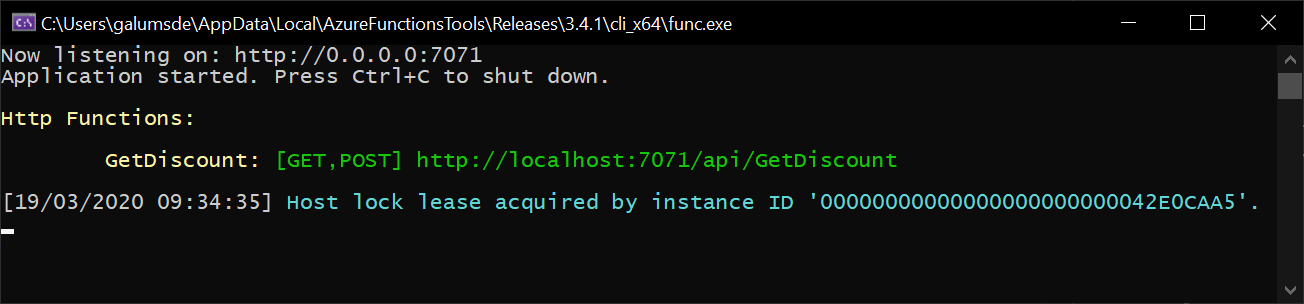 C:\Users\galumsde\AppData\Local\AzureFunctionsTools\Releases\3.4.1\cli_x64\func.exe
Now listening on: http://0.0.0.0:7071
Application started. Press Ctrl+C to shut down.
Http Functions:
GetDiscount: [GET,POST] http://localhost:7071/api/GetDiscount
[19/03/2020 09:34:35] Host lock lease acquired by instance ID '00000000000000000000000042E0CAA5'.